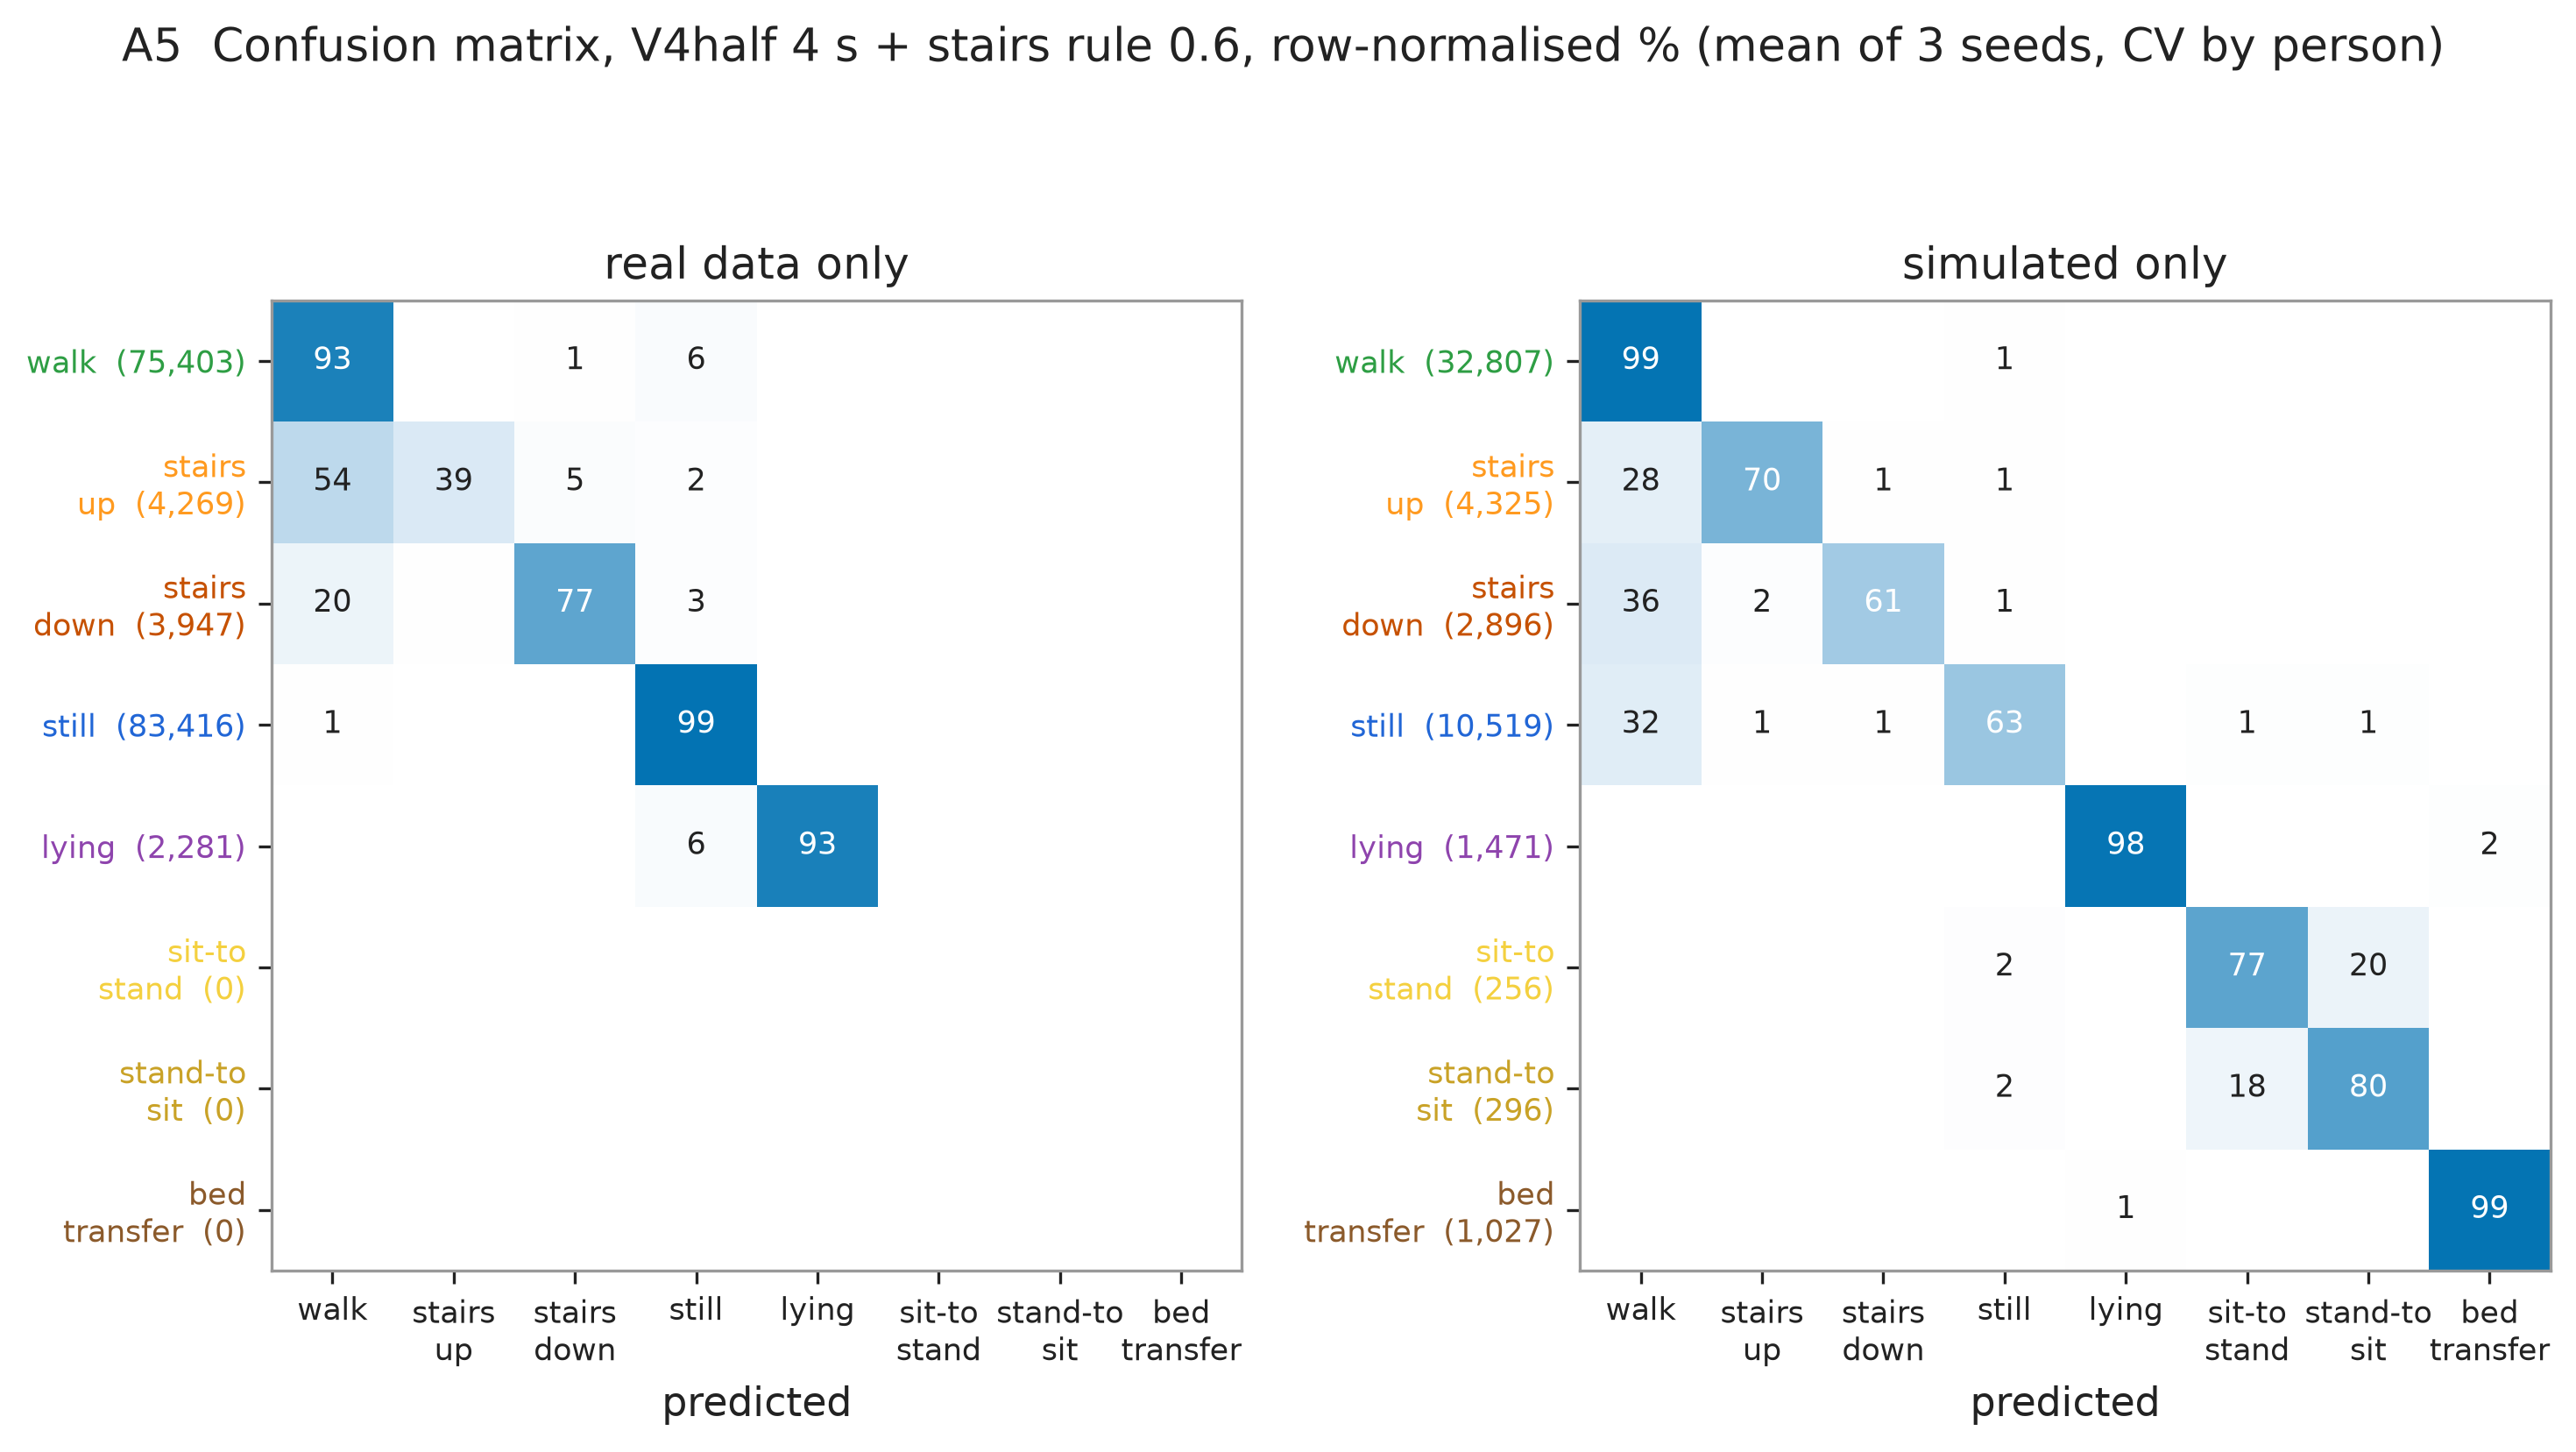 A5  Confusion matrix, V4half 4 s + stairs rule 0.6, row-normalised % (mean of 3 seeds, CV by person)
real data only
walk (75,403) 93 1 6
stairs
up (4,269) 54 39 5 2
stairs
down (3,947) 20 77 3
still (83,416) 1 99
lying (2,281) 6 93
sit-to
stand (0)
stand-to
sit (0)
bed
transfer (0)
walk stairs stairs still lying sit-to stand-to bed
up down stand sit transfer
predicted
simulated only
walk (32,807) 99 1
stairs
up (4,325) 28 70 1 1
stairs
down (2,896) 36 2 61 1
still (10,519) 32 1 1 63 1 1
lying (1,471) 98 2
sit-to
stand (256) 2 77 20
stand-to
sit (296) 2 18 80
bed
transfer (1,027) 1 99
walk stairs stairs still lying sit-to stand-to bed
up down stand sit transfer
predicted